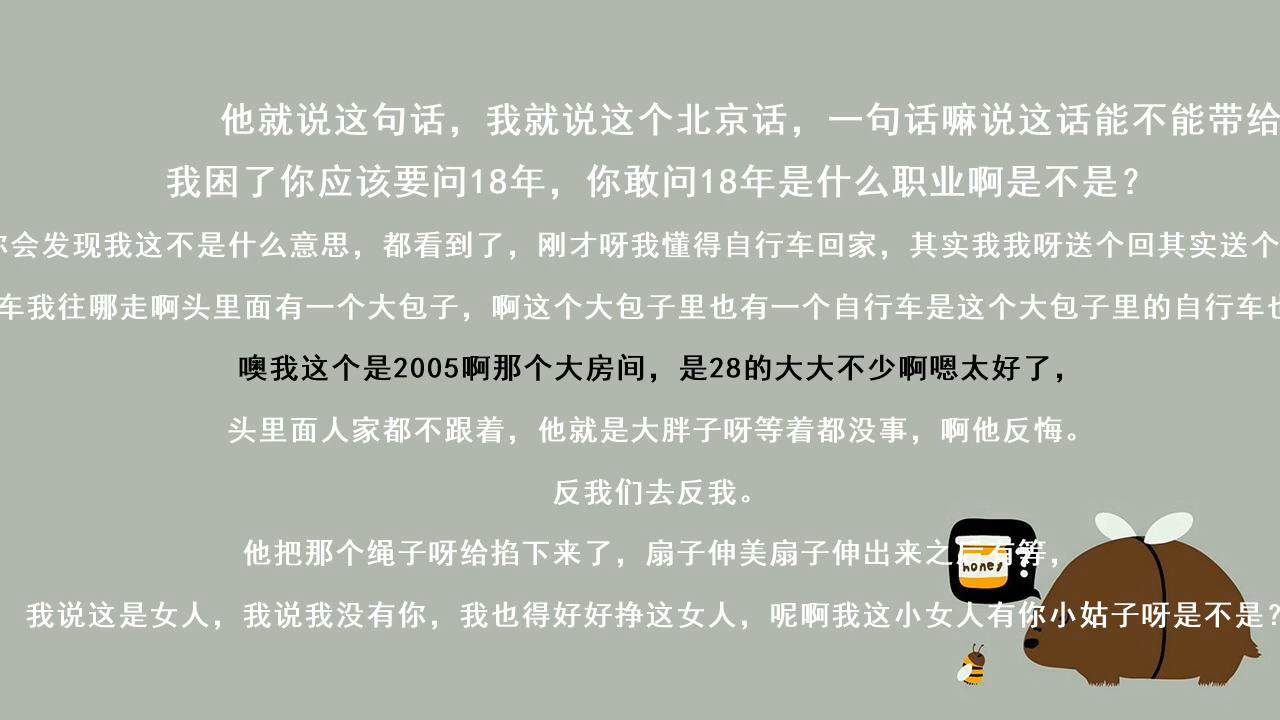 他就说这句话，我就说这个北京话，一句话嘛说这话能不能带给
我困了你应该要问18年，你敢问18年是什么职业啊是不是？
你会发现我这不是什么意思，都看到了，刚才呀我懂得自行车回家，其实我我呀送个回其实送个
车我往哪走啊头里面有一个大包子，啊这个大包子里也有一个自行车是这个大包子里的自行车也
噢我这个是2005啊那个大房间，是28的大大不少啊嗯太好了，
头里面人家都不跟着，他就是大胖子呀等着都没事，啊他反悔。
反我们去反我。
他把那个绳子呀给掐下来了，扇子伸美扇子伸出来之后有等，
我说这是女人，我说我没有你，我也得好好挣这女人，呢啊我这小女人有你小姑子呀是不是？
honey